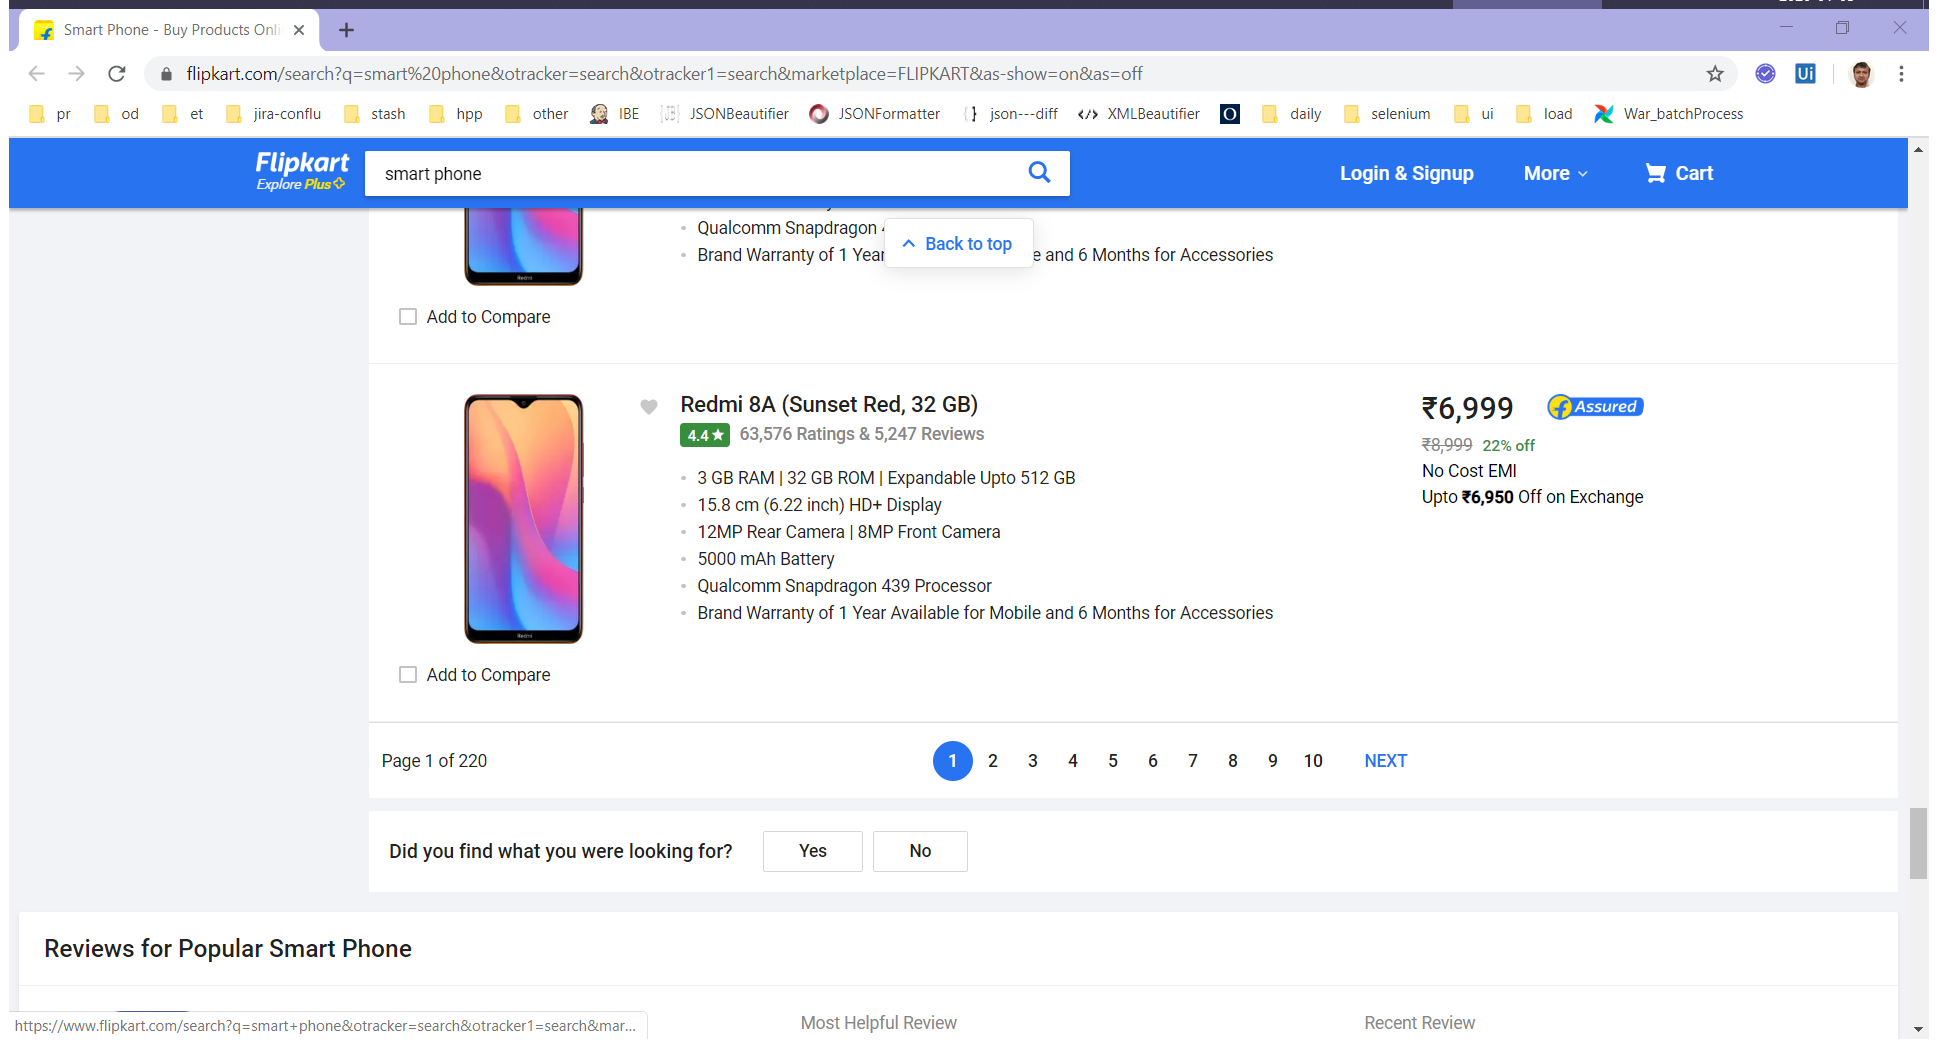 Smart Phone - Buy Products Onli
flipkart.com/search?q=smart%20phone&otracker=search&otracker1=search&marketplace=FLIPKART&as-show=on&as=off
Ui
pr od et jira-conflu stash hpp other IBE JSONBeautifier JSONFormatter json---diff XMLBeautifier O daily selenium ui load War_batchProcess
Flipkart
Explore Plus
smart phone
Login & Signup More Cart
Qualcomm Snapdragon
Back to top
Brand Warranty of 1 Year e and 6 Months for Accessories
Redmi
Add to Compare
Redmi 8A (Sunset Red, 32 GB)
₹6,999 Assured
4.4★ 63,576 Ratings & 5,247 Reviews
₹8,999 22% off
No Cost EMI
Upto ₹6,950 Off on Exchange
3 GB RAM | 32 GB ROM | Expandable Upto 512 GB
15.8 cm (6.22 inch) HD+ Display
12MP Rear Camera | 8MP Front Camera
5000 mAh Battery
Qualcomm Snapdragon 439 Processor
Brand Warranty of 1 Year Available for Mobile and 6 Months for Accessories
Redmi
Add to Compare
Page 1 of 220
1 2 3 4 5 6 7 8 9 10 NEXT
Did you find what you were looking for? Yes No
Reviews for Popular Smart Phone
https://www.flipkart.com/search?q=smart+phone&otracker=search&otracker1=search&mar...
Most Helpful Review Recent Review